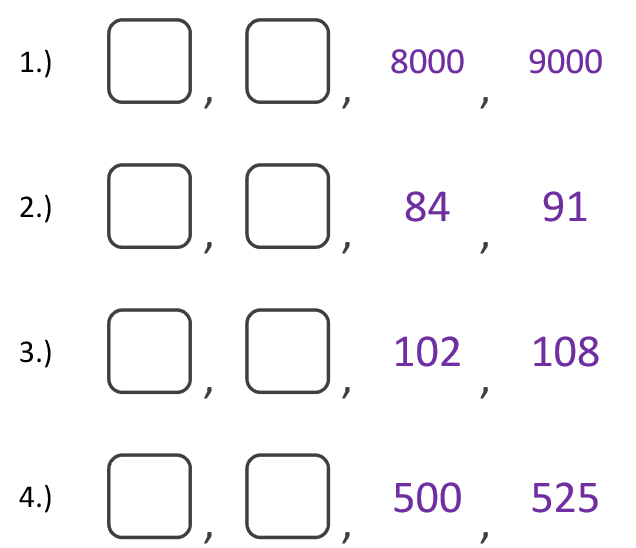 1.) , , 8000 , 9000
2.) , , 84 , 91
3.) , , 102 , 108
4.) , , 500 , 525